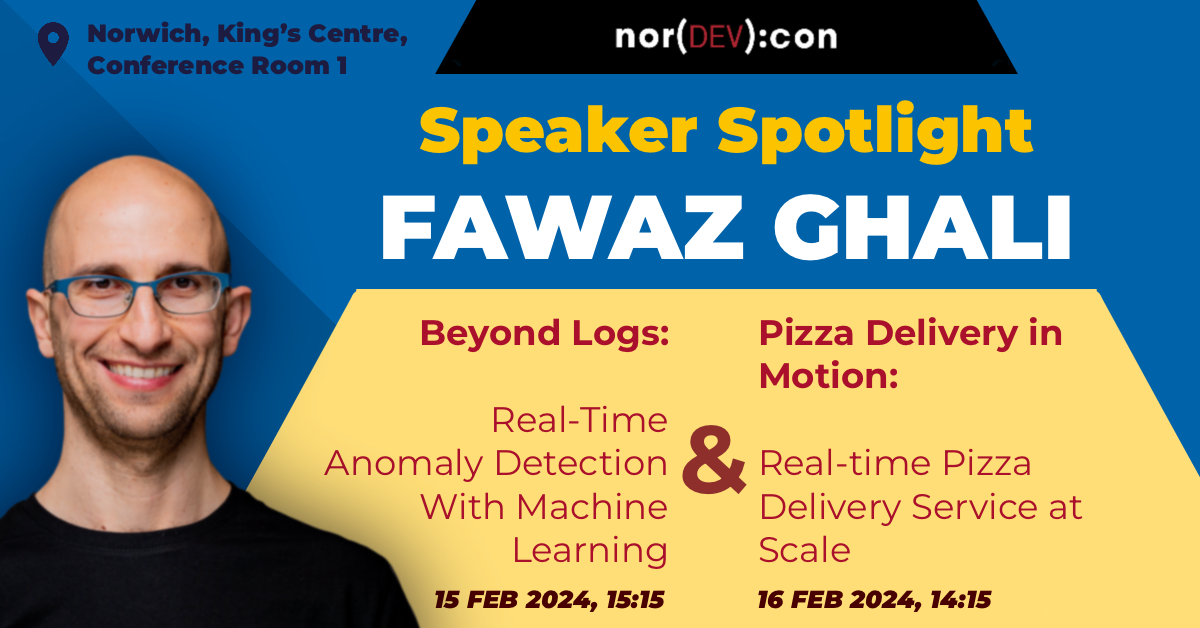 Norwich, King’s Centre,
Conference Room 1
nor(DEV):con
Speaker Spotlight
FAWAZ GHALI
Beyond Logs:
Real-Time
Anomaly Detection
With Machine
Learning
15 FEB 2024, 15:15
&
Pizza Delivery in
Motion:
Real-time Pizza
Delivery Service at
Scale
16 FEB 2024, 14:15